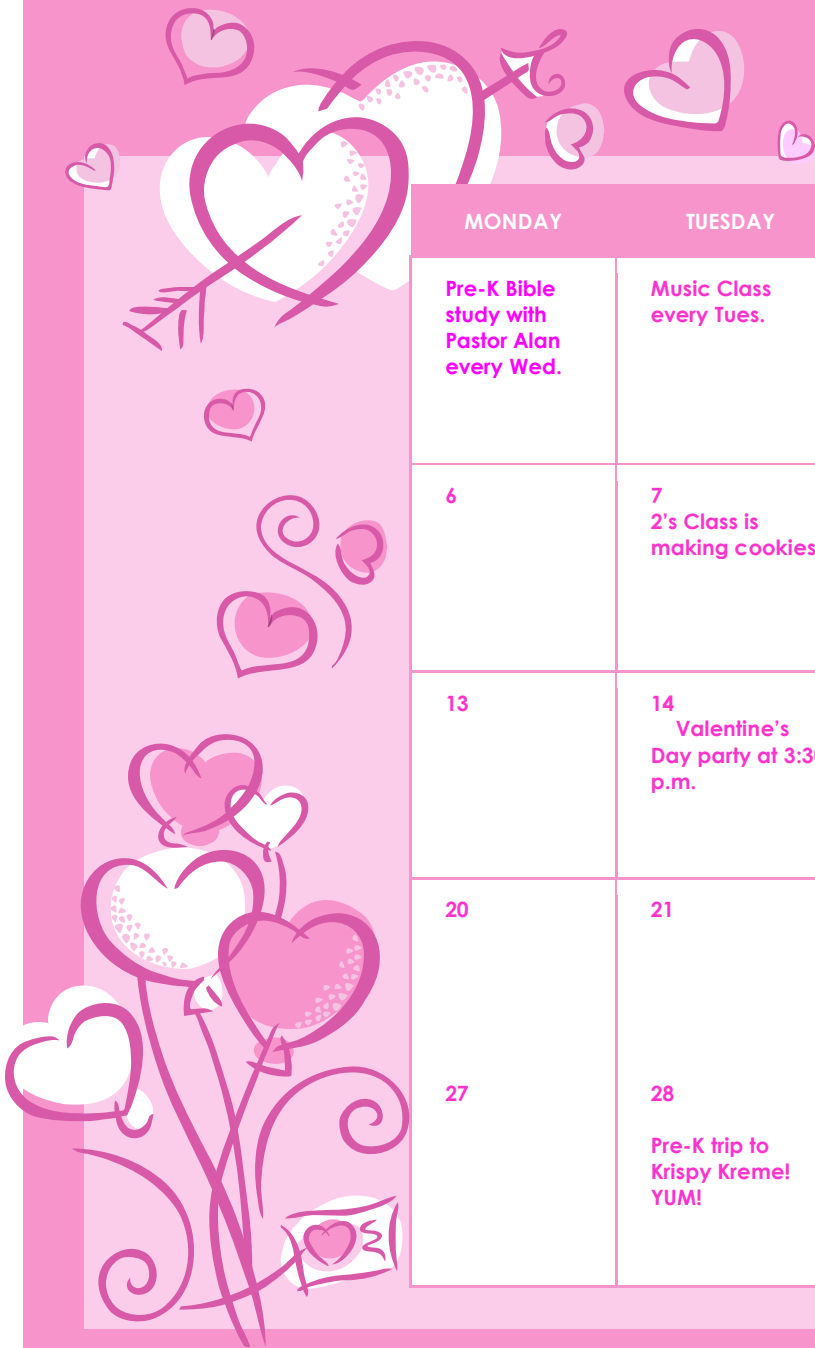 MONDAY TUESDAY
Pre-K Bible
study with
Pastor Alan
every Wed.
Music Class
every Tues.
6
7
2’s Class is
making cookies
13
14
Valentine’s
Day party at 3:30
p.m.
20
21
27
28
Pre-K trip to
Krispy Kreme!
YUM!